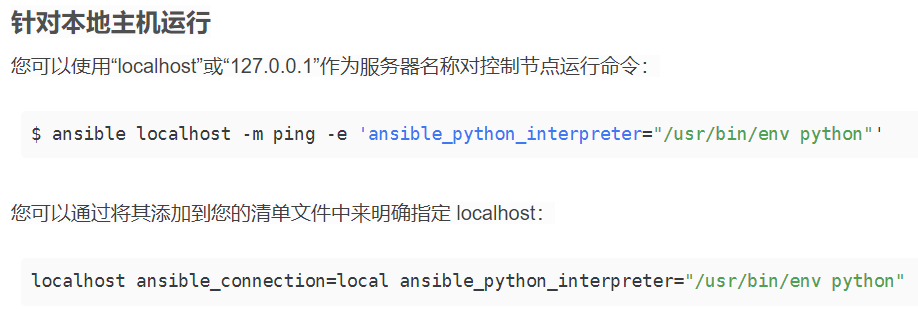 针对本地主机运行
您可以使用“localhost”或“127.0.0.1”作为服务器名称对控制节点运行命令：
$ ansible localhost -m ping -e 'ansible_python_interpreter="/usr/bin/env python"'
您可以通过将其添加到您的清单文件中来明确指定 localhost：
localhost ansible_connection=local ansible_python_interpreter="/usr/bin/env python"